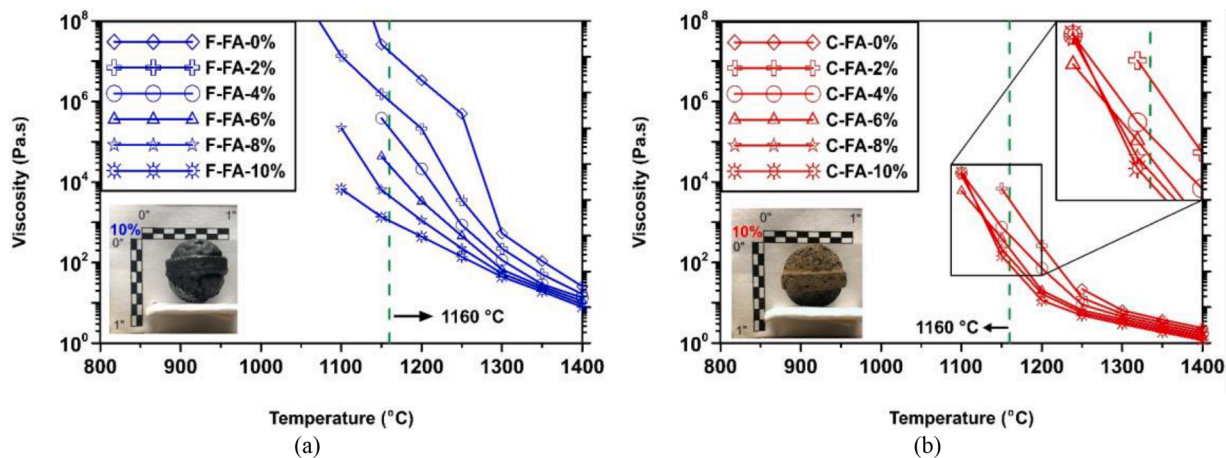 10⁸
10⁶
10⁴
10²
10⁰
Viscosity (Pa.s)
F-FA-0%
F-FA-2%
F-FA-4%
F-FA-6%
F-FA-8%
F-FA-10%
0" 1"
10%
0"
1"
1160 °C
800 900 1000 1100 1200 1300 1400
Temperature (°C)
(a)
10⁸
10⁶
10⁴
10²
10⁰
Viscosity (Pa.s)
C-FA-0%
C-FA-2%
C-FA-4%
C-FA-6%
C-FA-8%
C-FA-10%
0" 1"
10%
0"
1"
1160 °C
800 900 1000 1100 1200 1300 1400
Temperature (°C)
(b)